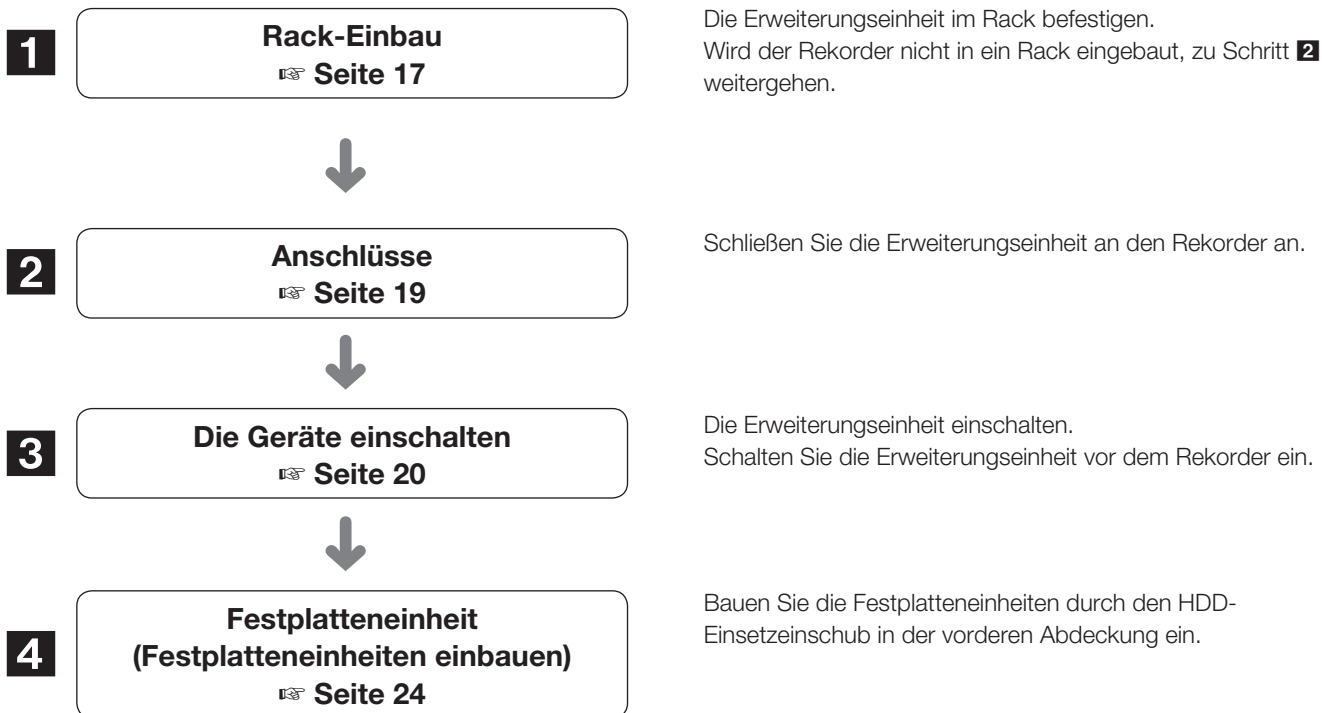 1
Rack-Einbau
☞ Seite 17
Die Erweiterungseinheit im Rack befestigen.
Wird der Rekorder nicht in ein Rack eingebaut, zu Schritt 2
weitergehen.
2
Anschlüsse
☞ Seite 19
Schließen Sie die Erweiterungseinheit an den Rekorder an.
3
Die Geräte einschalten
☞ Seite 20
Die Erweiterungseinheit einschalten.
Schalten Sie die Erweiterungseinheit vor dem Rekorder ein.
4
Festplatteneinheit
(Festplatteneinheiten einbauen)
☞ Seite 24
Bauen Sie die Festplatteneinheiten durch den HDD-
Einsetzeinschub in der vorderen Abdeckung ein.